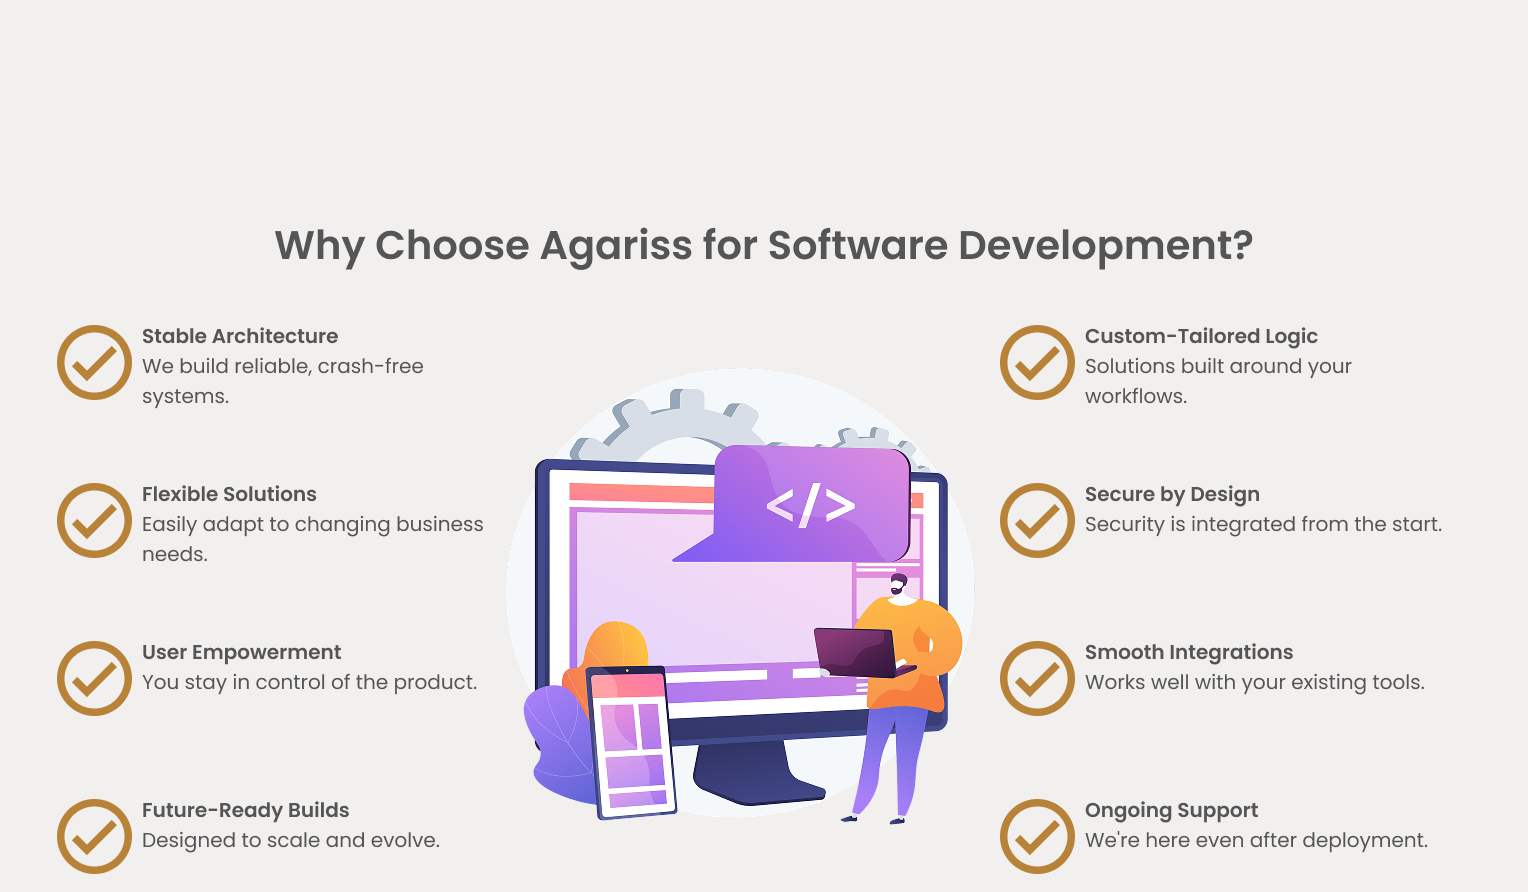 Why Choose Agariss for Software Development?
Stable Architecture
We build reliable, crash-free
systems.
Flexible Solutions
Easily adapt to changing business
needs.
User Empowerment
You stay in control of the product.
Future-Ready Builds
Designed to scale and evolve.
</>
Custom-Tailored Logic
Solutions built around your
workflows.
Secure by Design
Security is integrated from the start.
Smooth Integrations
Works well with your existing tools.
Ongoing Support
We're here even after deployment.